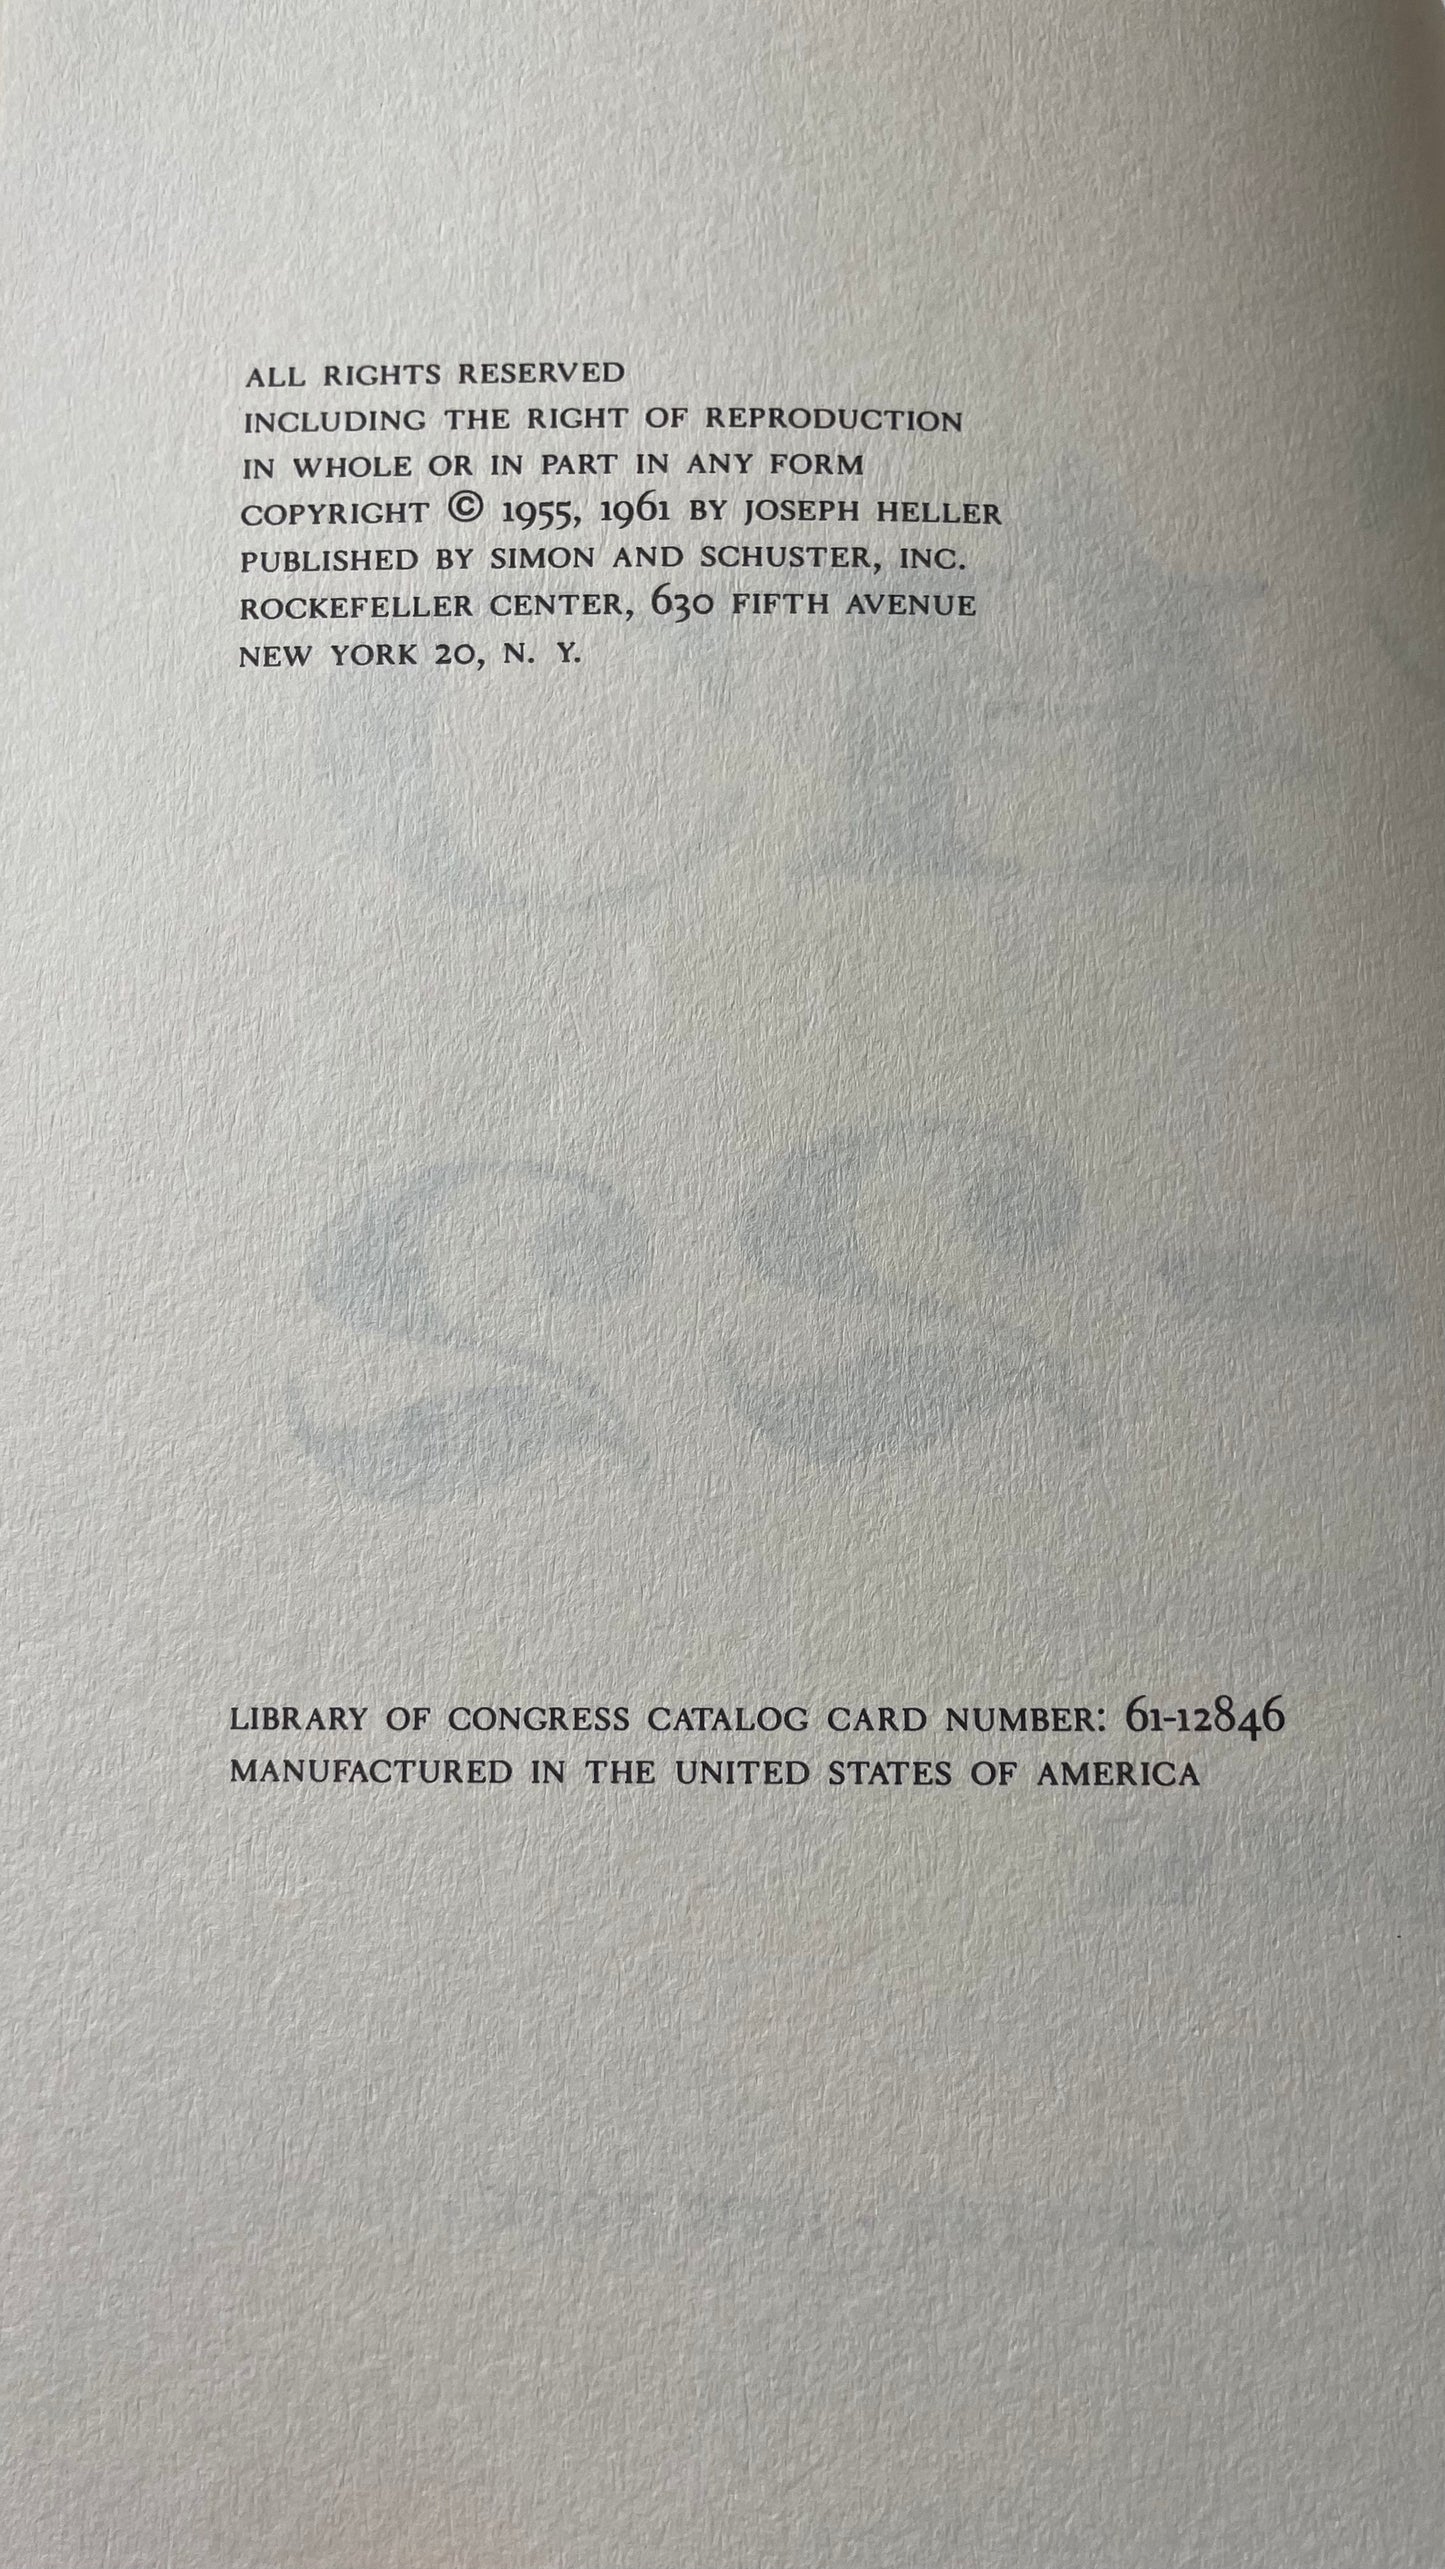 ALL RIGHTS RESERVED
INCLUDING THE RIGHT OF REPRODUCTION
IN WHOLE OR IN PART IN ANY FORM
COPYRIGHT © 1955, 1961 BY JOSEPH HELLER
PUBLISHED BY SIMON AND SCHUSTER, INC.
ROCKEFELLER CENTER, 630 FIFTH AVENUE
NEW YORK 20, N. Y.
LIBRARY OF CONGRESS CATALOG CARD NUMBER: 61-12846
MANUFACTURED IN THE UNITED STATES OF AMERICA